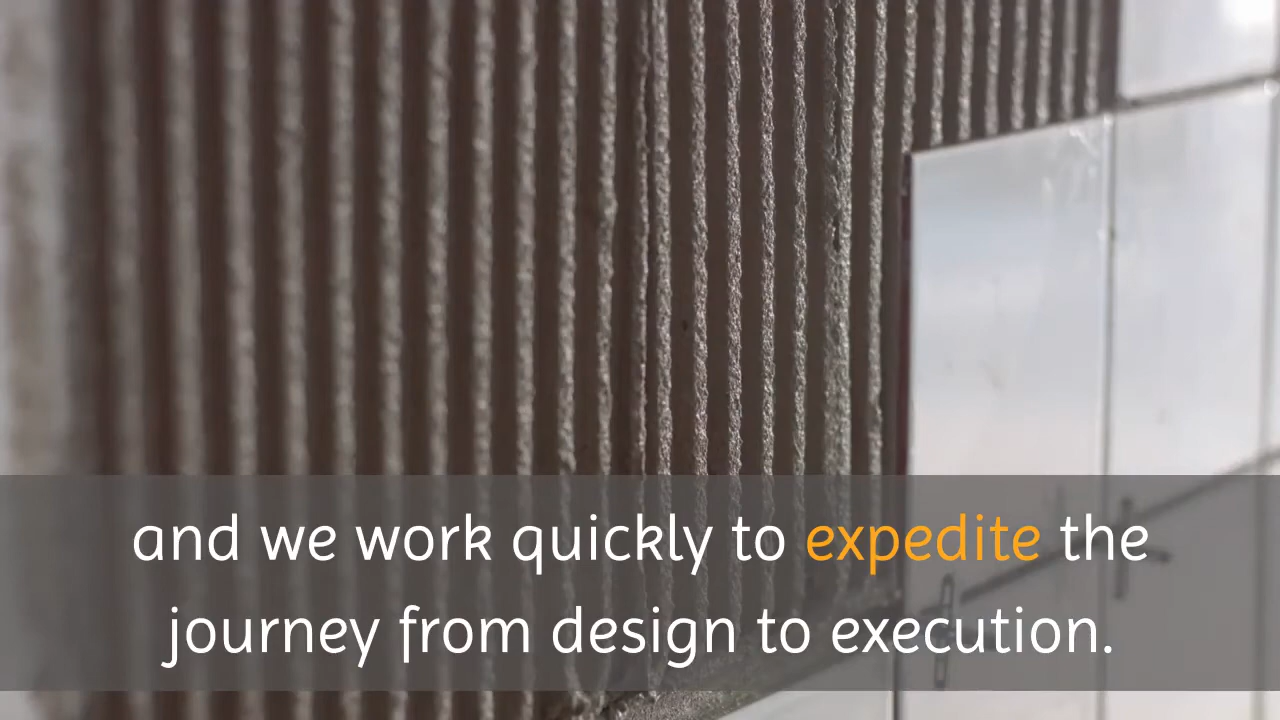 and we work quickly to expedite the
journey from design to execution.